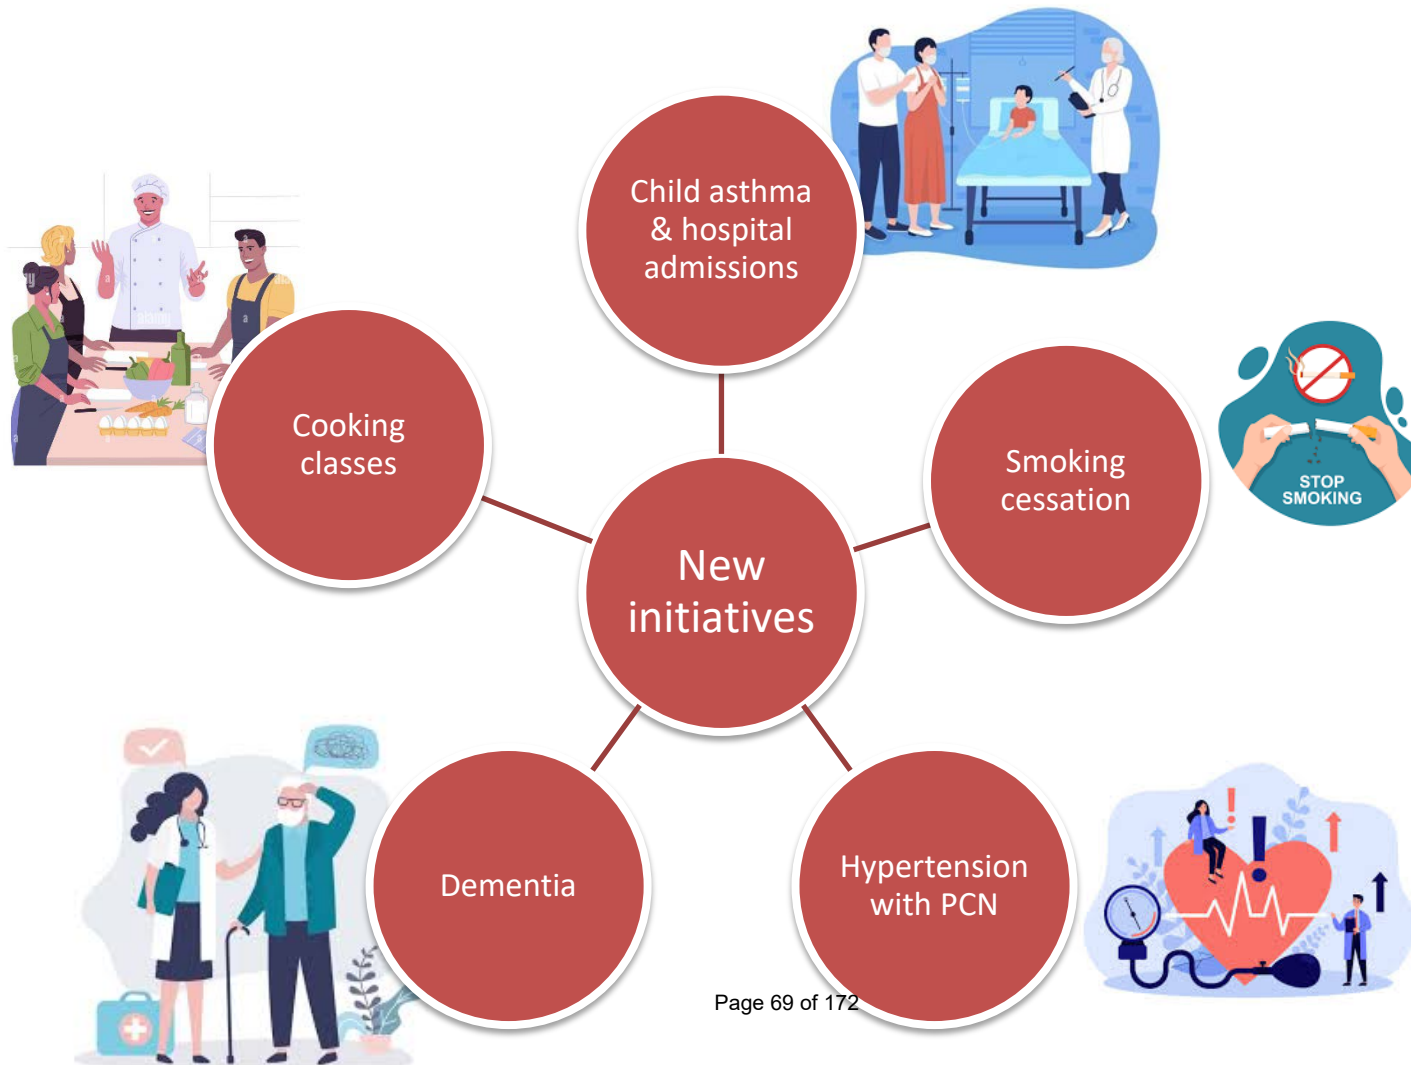 Child asthma
& hospital
admissions
Cooking
classes
Smoking
cessation
STOP
SMOKING
New
initiatives
Dementia
Hypertension
with PCN
Page 69 of 172